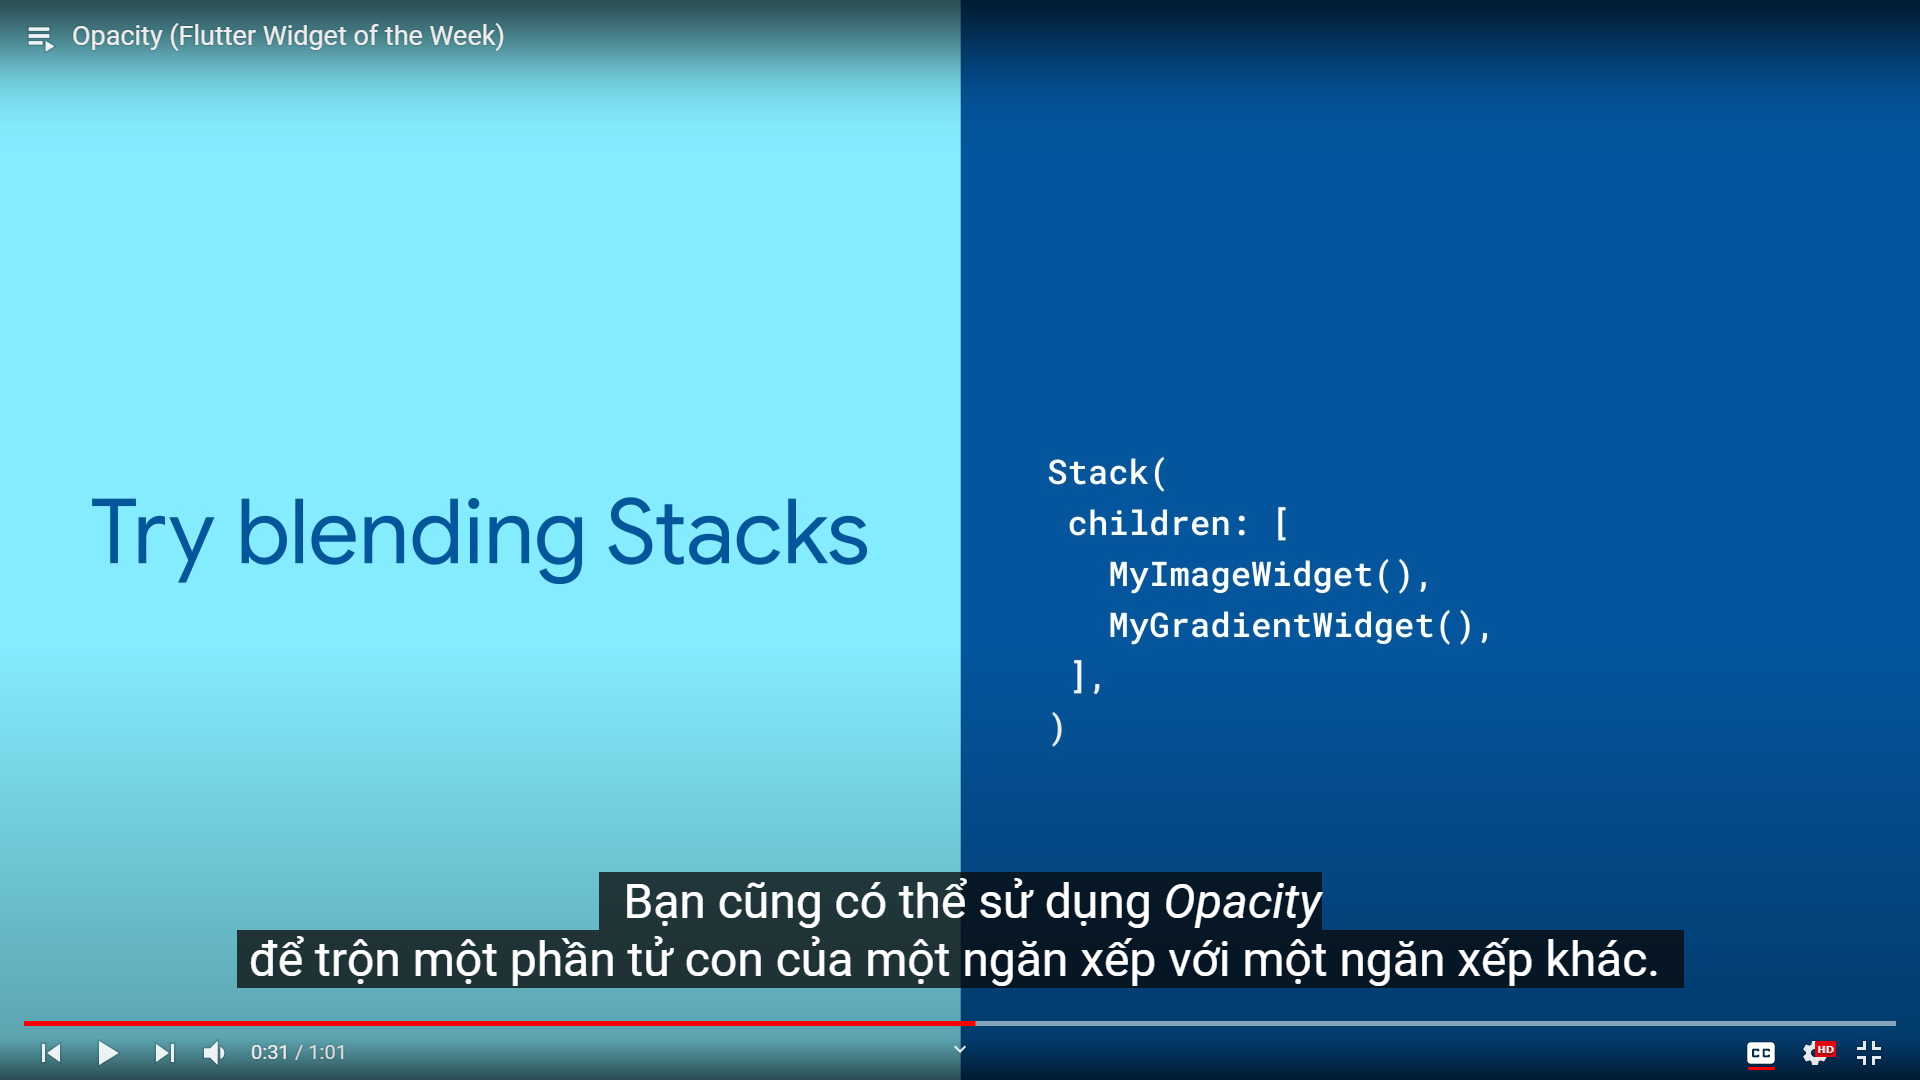 Opacity (Flutter Widget of the Week)
Try blending Stacks
Stack(
children: [
MyImageWidget(),
MyGradientWidget(),
],
)
Bạn cũng có thể sử dụng Opacity
để trộn một phần tử con của một ngăn xếp với một ngăn xếp khác.
0:31 / 1:01
CC
HD